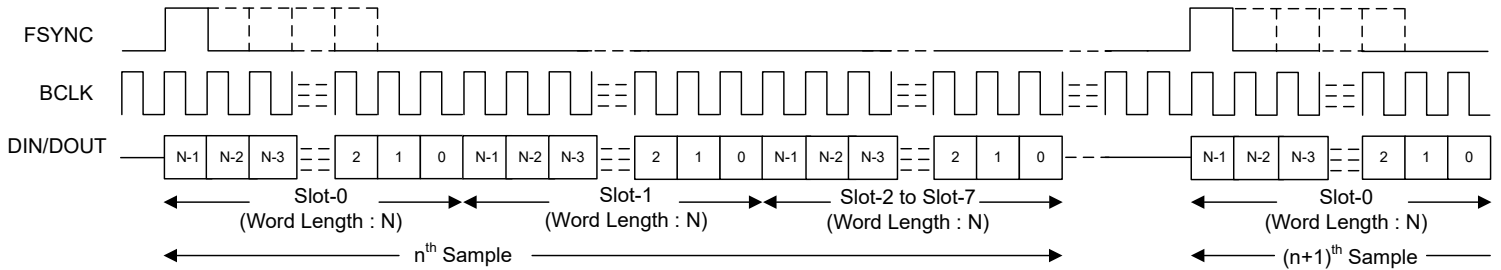 FSYNC
BCLK
DIN/DOUT
N-1 N-2 N-3 2 1 0 N-1 N-2 N-3 2 1 0 N-1 N-2 N-3 2 1 0 N-1 N-2 N-3 2 1 0
Slot-0 Slot-1 Slot-2 to Slot-7 Slot-0
(Word Length : N) (Word Length : N) (Word Length : N) (Word Length : N)
nth Sample (n+1)th Sample